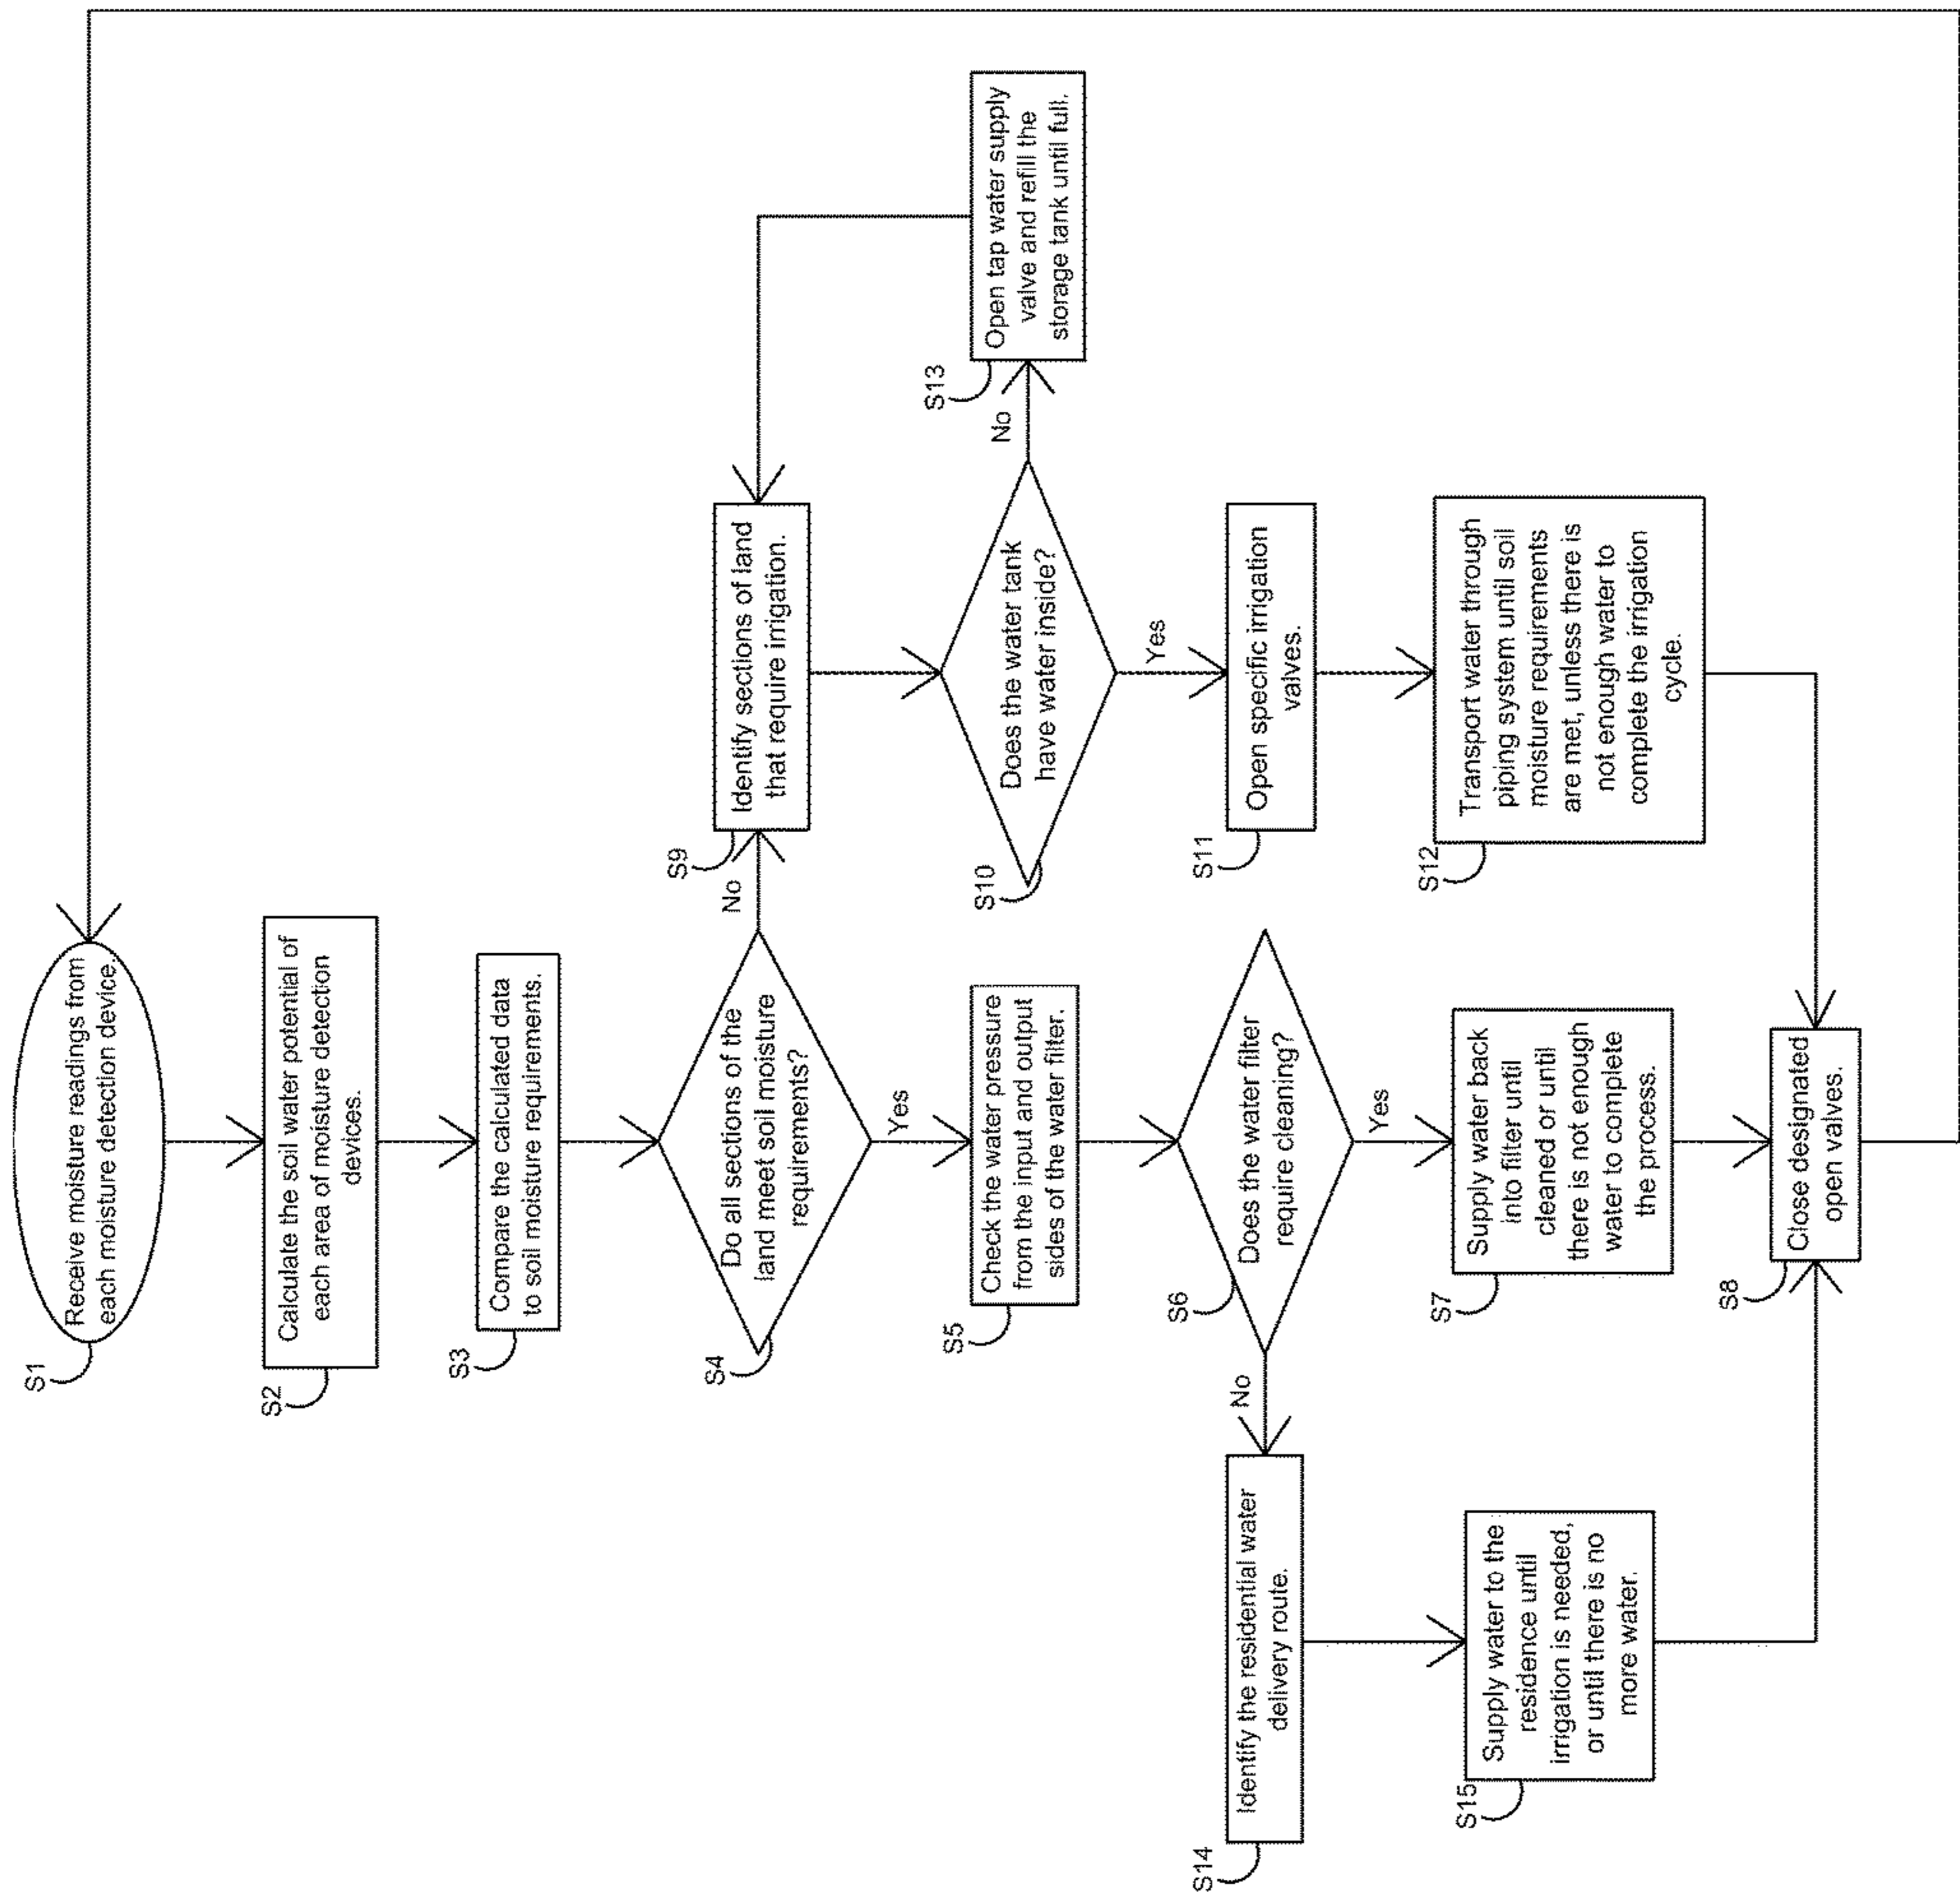 S1
Receive moisture readings from
each moisture detection device.
S2
Calculate the soil water potential of
each area of moisture detection
devices.
S3
Compare the calculated data
to soil moisture requirements.
S4
Do all sections of the
land meet soil moisture
requirements?
No
Yes
S9
Identify sections of land
that require irrigation.
S5
Check the water pressure
from the input and output
sides of the water filter.
S10
Does the water tank
have water inside?
No
Yes
S13
Open tap water supply
valve and refill the
storage tank until full.
S6
Does the water filter
require cleaning?
No
Yes
S14
Identify the residential water
delivery route.
S11
Open specific irrigation
valves.
S15
Supply water to the
residence until
irrigation is needed,
or until there is no
more water.
S7
Supply water back
into filter until
cleaned or until
there is not enough
water to complete
the process.
S12
Transport water through
piping system until soil
moisture requirements
are met, unless there is
not enough water to
complete the irrigation
cycle.
S8
Close designated
open valves.